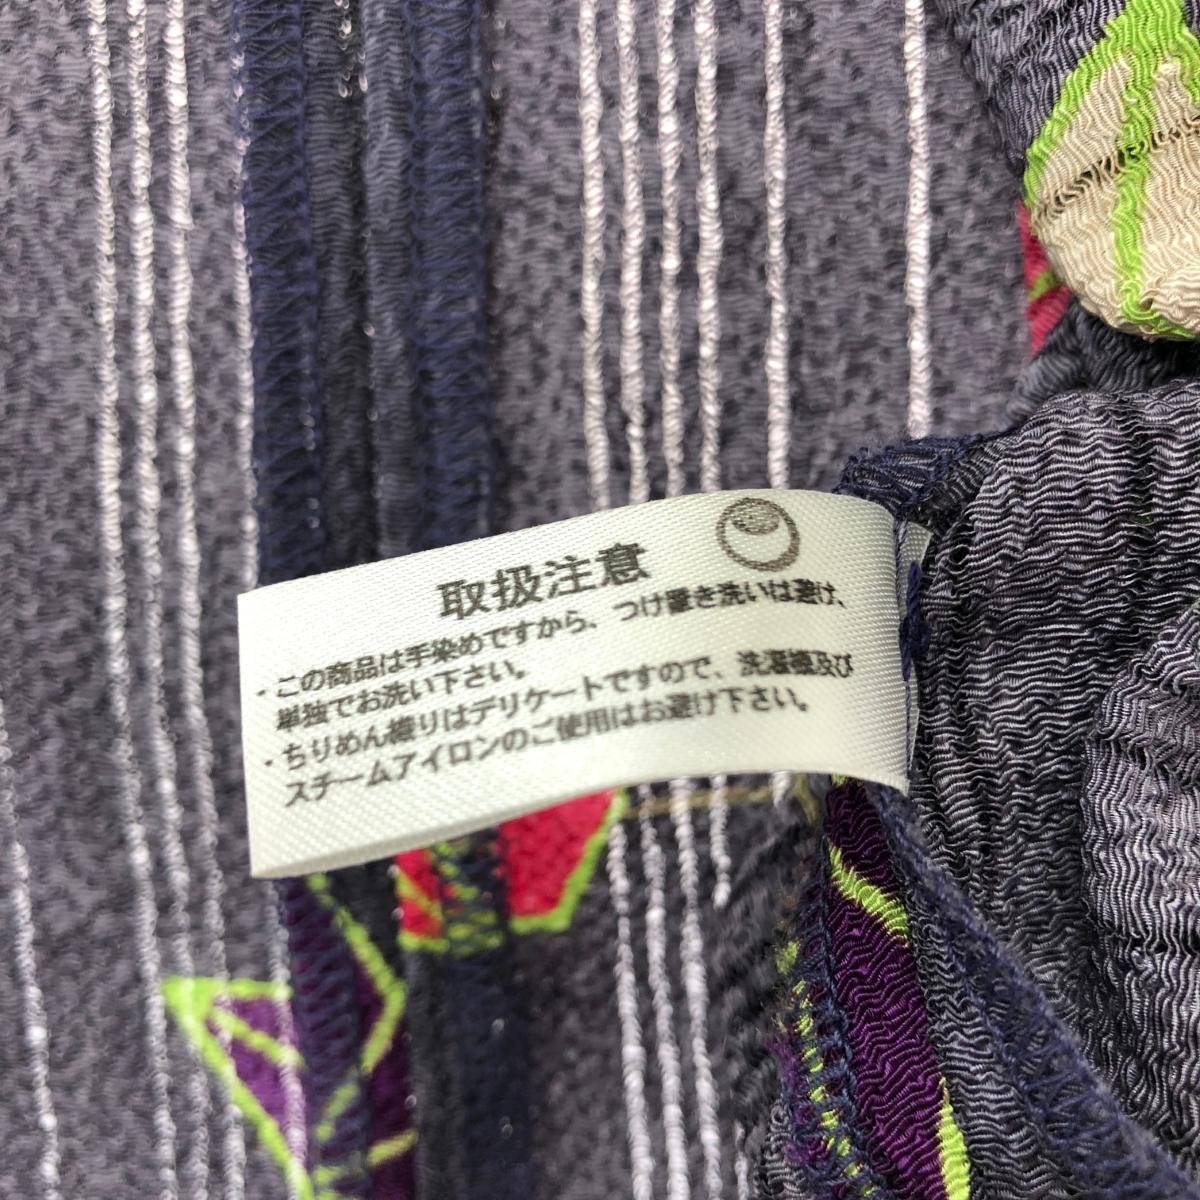 取扱注意
・この商品は手染めですから、つけ置き洗いは避け、
単独でお洗い下さい。
・ちりめん織りはデリケートですので、洗濯機及び
スチームアイロンのご使用はお避け下さい。